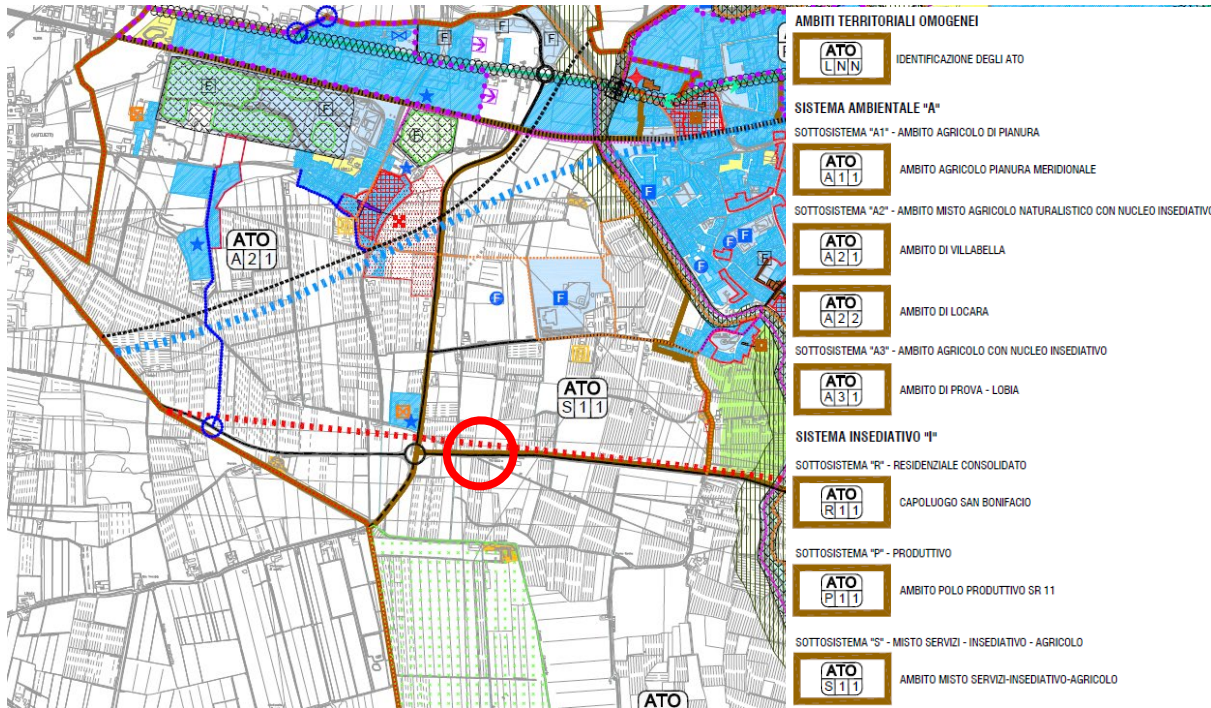 AMBITI TERRITORIALI OMOGENEI
ATO
L N N
IDENTIFICAZIONE DEGLI ATO
SISTEMA AMBIENTALE "A"
SOTTOSISTEMA "A1" - AMBITO AGRICOLO DI PIANURA
ATO
A 1 1
AMBITO AGRICOLO PIANURA MERIDIONALE
SOTTOSISTEMA "A2" - AMBITO MISTO AGRICOLO NATURALISTICO CON NUCLEO INSEDIATIVO
ATO
A 2 1
AMBITO DI VILLABELLA
ATO
A 2 2
AMBITO DI LOCARA
SOTTOSISTEMA "A3" - AMBITO AGRICOLO CON NUCLEO INSEDIATIVO
ATO
A 3 1
AMBITO DI PROVA - LOBIA
SISTEMA INSEDIATIVO "I"
SOTTOSISTEMA "R" - RESIDENZIALE CONSOLIDATO
ATO
R 1 1
CAPOLUOGO SAN BONIFACIO
SOTTOSISTEMA "P" - PRODUTTIVO
ATO
P 1 1
AMBITO POLO PRODUTTIVO SR 11
SOTTOSISTEMA "S" - MISTO SERVIZI - INSEDIATIVO - AGRICOLO
ATO
S 1 1
AMBITO MISTO SERVIZI-INSEDIATIVO-AGRICOLO
F
F
F
F
F
F
ATO
A 2 1
F
F
F
F
F
F
ATO
S 1 1
ATO